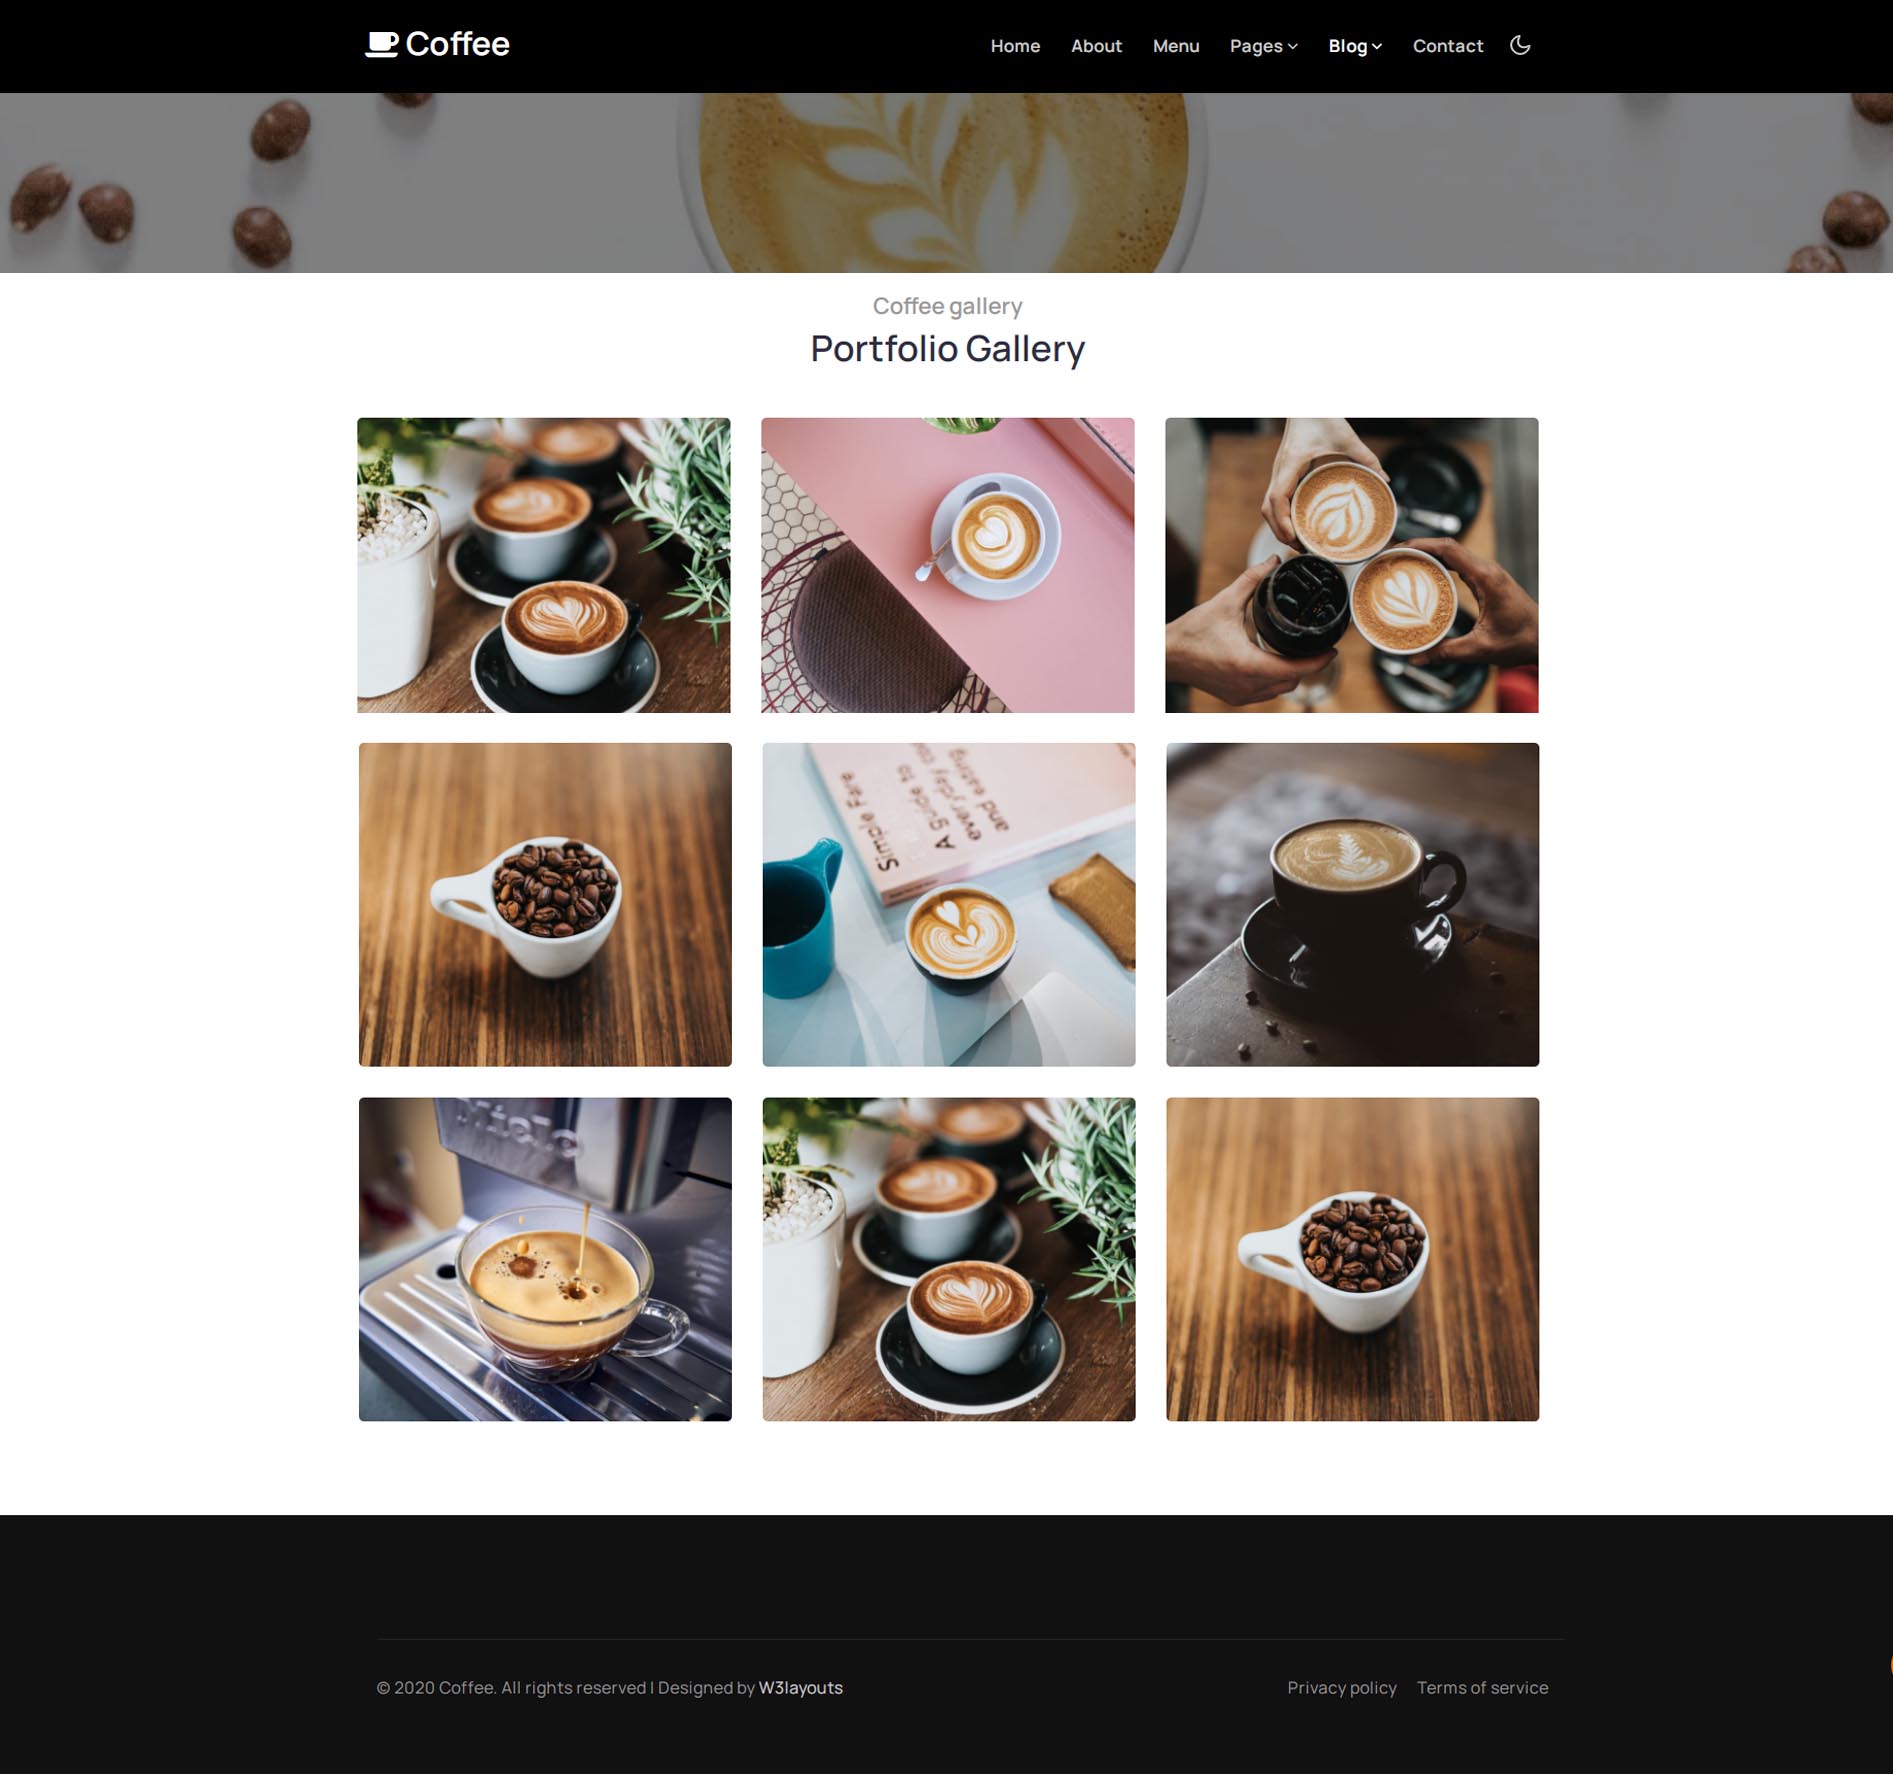 Coffee
Home About Menu Pages Blog Contact
Coffee gallery
Portfolio Gallery
Simple Fare
A guide to
everyday
and eating
© 2020 Coffee. All rights reserved | Designed by W3layouts
Privacy policy Terms of service